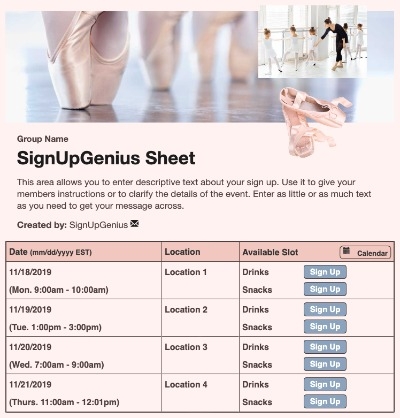 Group Name
SignUpGenius Sheet
This area allows you to enter descriptive text about your sign up. Use it to give your
members instructions or to clarify the details of the event. Enter as little or as much text
as you need to get your message across.
Created by: SignUpGenius
Date (mm/dd/yyyy EST) Location Available Slot Calendar
11/18/2019 Location 1 Drinks Sign Up
(Mon. 9:00am - 10:00am) Snacks Sign Up
11/19/2019 Location 2 Drinks Sign Up
(Tue. 1:00pm - 3:00pm) Snacks Sign Up
11/20/2019 Location 3 Drinks Sign Up
(Wed. 7:00am - 9:00am) Snacks Sign Up
11/21/2019 Location 4 Drinks Sign Up
(Thurs. 11:00am - 12:01pm) Snacks Sign Up